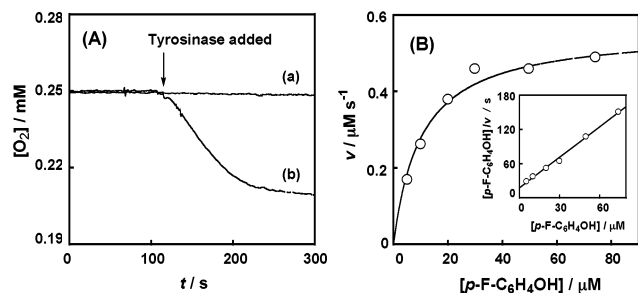 (A)
Tyrosinase added
(a)
(b)
0.28
0.25
0.22
0.19
[O₂] / mM
0 100 200 300
t / s
(B)
0.6
0.4
0.2
0
v / μM s⁻¹
0 20 40 60 80
[p-F-C₆H₄OH] / μM
180
120
60
0
[p-F-C₆H₄OH]/v / s
0 30 60
[p-F-C₆H₄OH] / μM